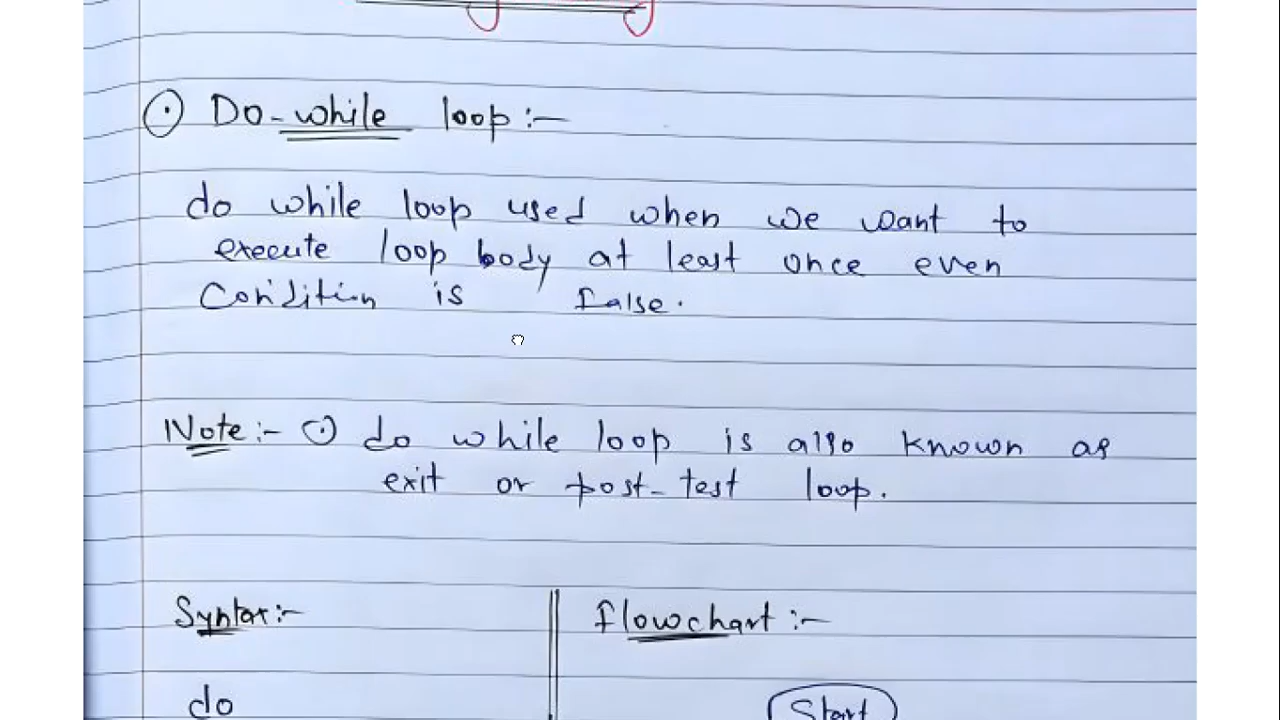 ⊙ Do-while loop:-
do while loop used when we want to
execute loop body at least once even
Condition is false.
Note:- ⊙ do while loop is also known as
exit or post-test loop.
Syntax:-
do
flowchart:-
Start